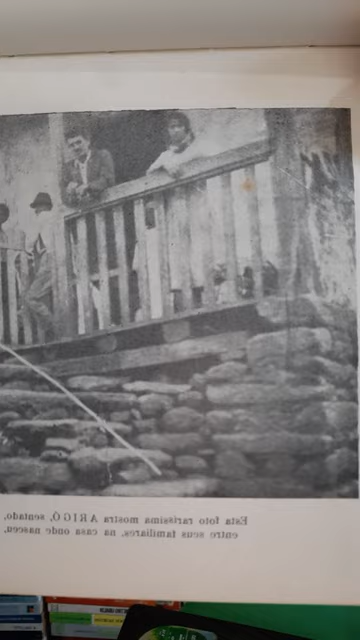 Esta foto raríssima mostra ARIGÓ, sentado,
entre seus familiares, na casa onde nasceu,